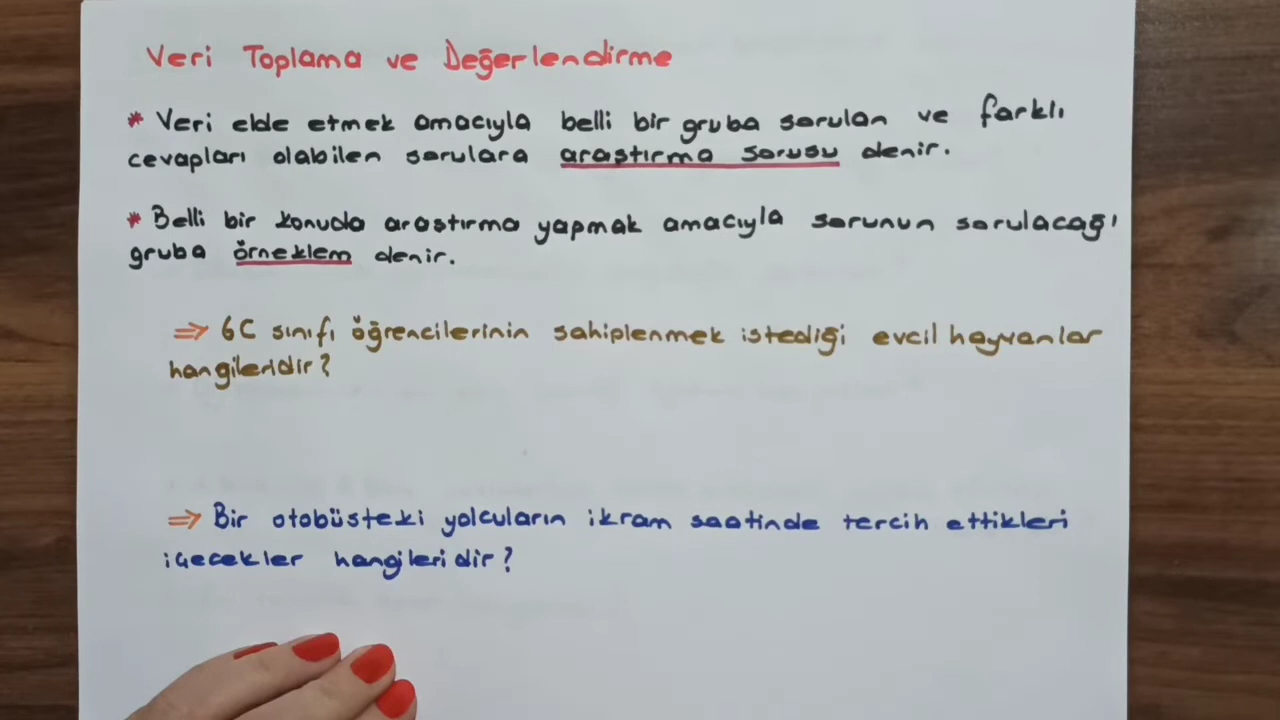 Veri Toplama ve Değerlendirme
* Veri elde etmek amacıyla belli bir gruba sorulan ve farklı
cevapları olabilen sorulara araştırma sorusu denir.
* Belli bir konuda araştırma yapmak amacıyla sorunun sorulacağı
gruba örneklem denir.
⇒ 6C sınıfı öğrencilerinin sahiplenmek istediği evcil hayvanlar
hangileridir?
⇒ Bir otobüsteki yolcuların ikram saatinde tercih ettikleri
içecekler hangileridir?